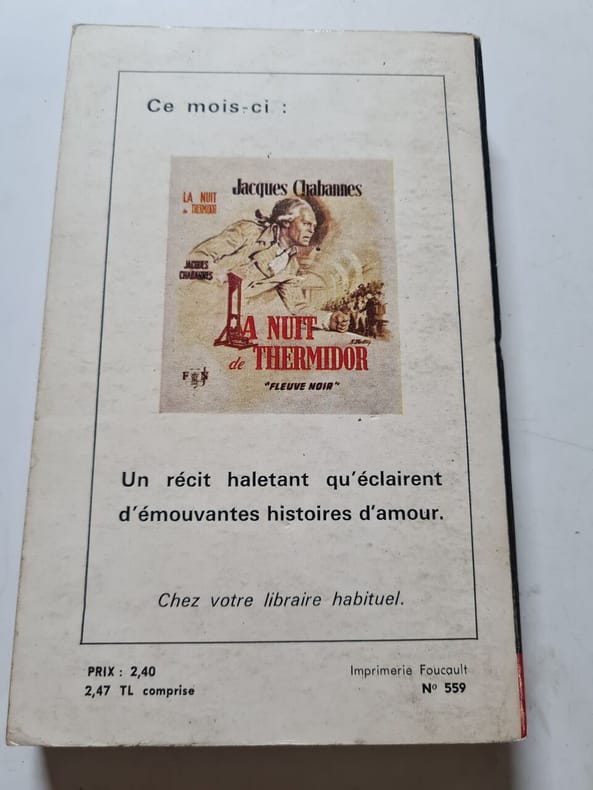 Ce mois-ci :
Jacques Chabannes
LA NUIT
de THERMIDOR
JACQUES
CHABANNES
LA NUIT
de THERMIDOR
"FLEUVE NOIR"
F N
Un récit haletant qu'éclairent
d'émouvantes histoires d'amour.
Chez votre libraire habituel.
PRIX : 2,40
2,47 TL comprise
Imprimerie Foucault
Nº 559